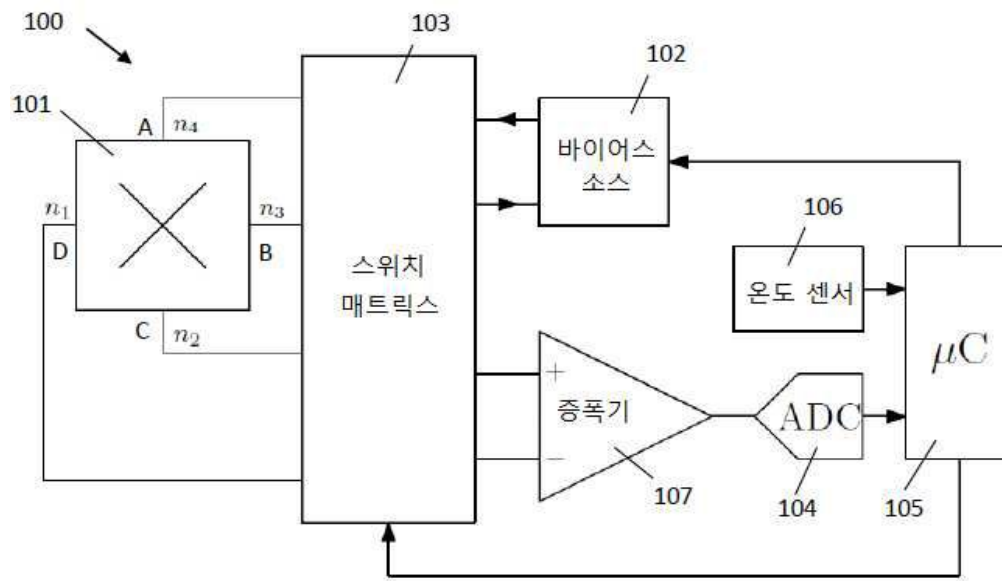 100
103
102
101
A n₄
바이어스
소스
n₁
n₃
106
D
B
스위치
매트릭스
온도 센서
C n₂
μC
+
증폭기
ADC
−
107
104
105